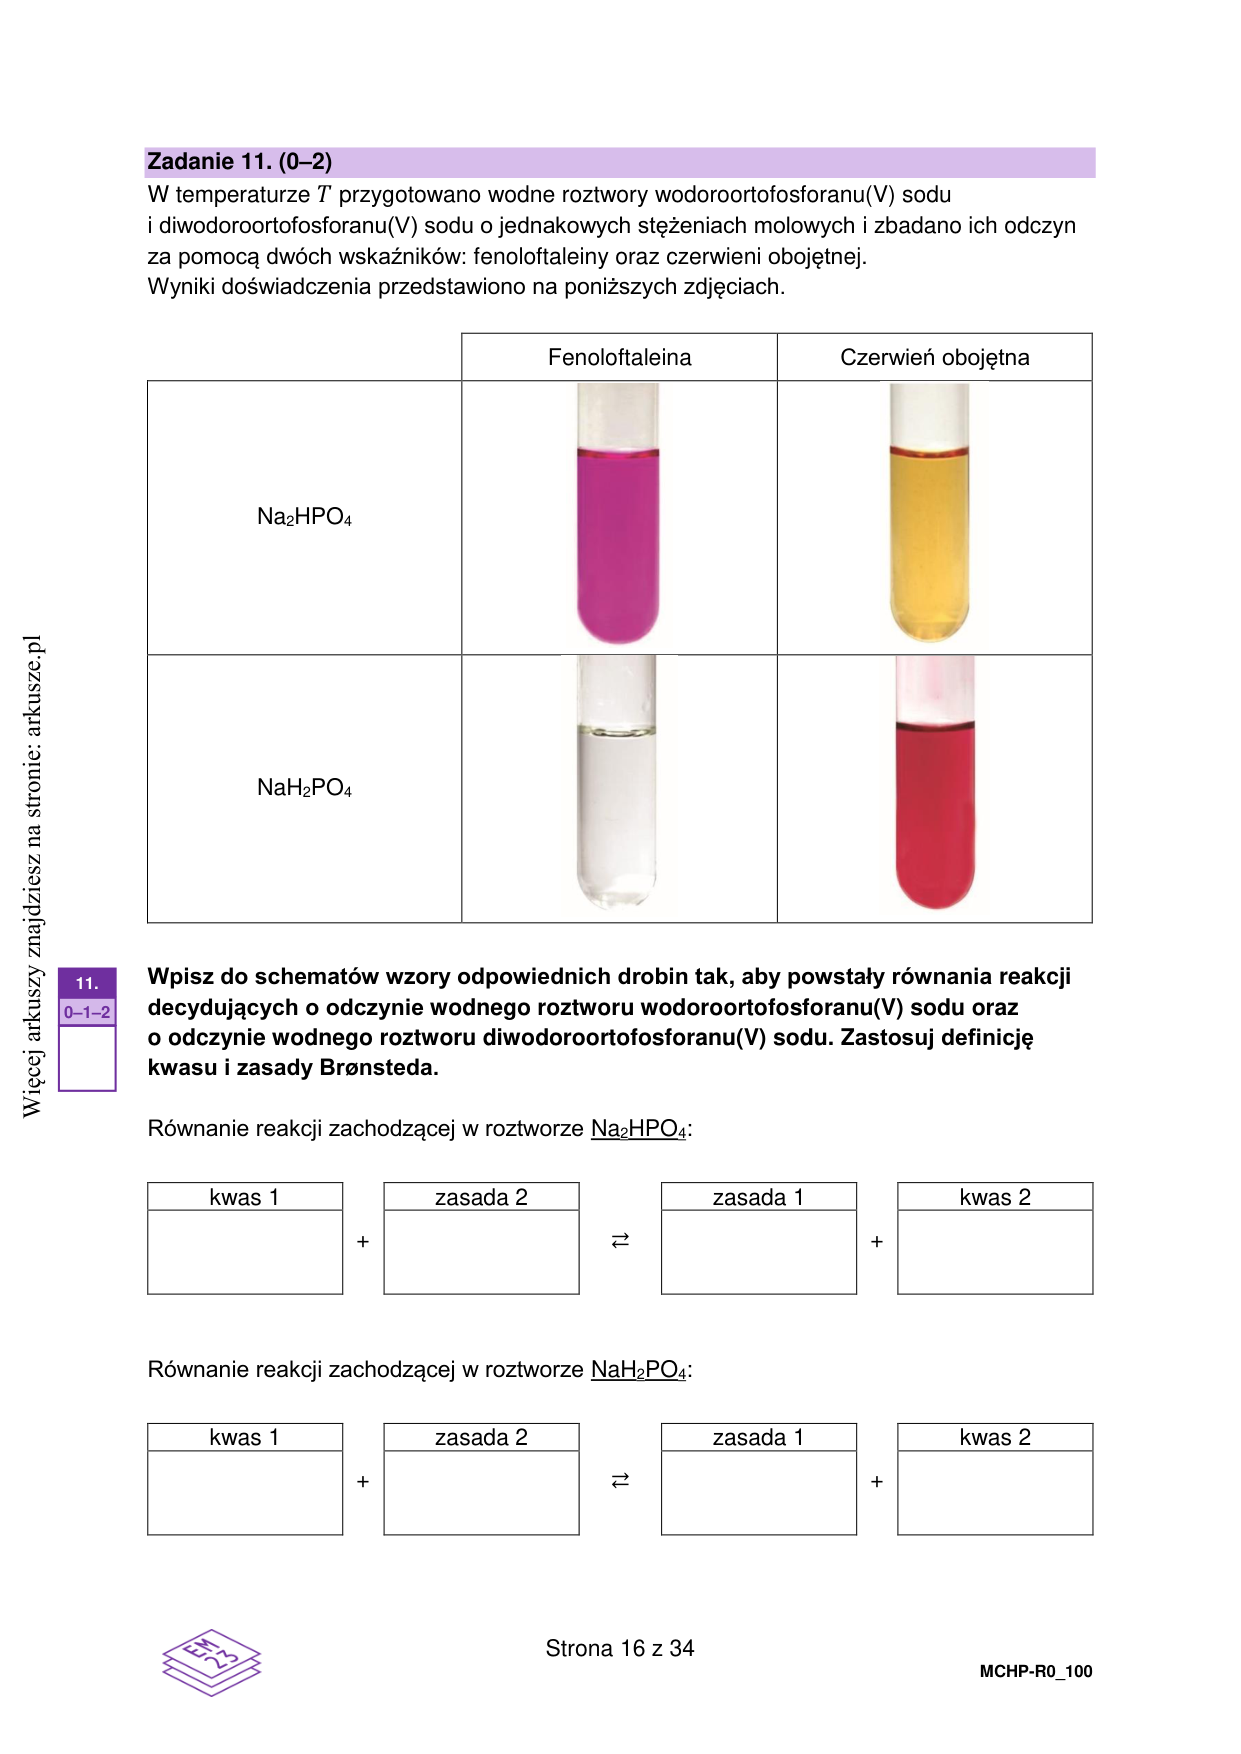 Zadanie 11. (0–2)
W temperaturze T przygotowano wodne roztwory wodoroortofosforanu(V) sodu
i diwodoroortofosforanu(V) sodu o jednakowych stężeniach molowych i zbadano ich odczyn
za pomocą dwóch wskaźników: fenoloftaleiny oraz czerwieni obojętnej.
Wyniki doświadczenia przedstawiono na poniższych zdjęciach.
Fenoloftaleina
Czerwień obojętna
Na₂HPO₄
NaH₂PO₄
Więcej arkuszy znajdziesz na stronie: arkusze.pl
11.
0–1–2
Wpisz do schematów wzory odpowiednich drobin tak, aby powstały równania reakcji
decydujących o odczynie wodnego roztworu wodoroortofosforanu(V) sodu oraz
o odczynie wodnego roztworu diwodoroortofosforanu(V) sodu. Zastosuj definicję
kwasu i zasady Brønsteda.
Równanie reakcji zachodzącej w roztworze Na₂HPO₄:
kwas 1
zasada 2
zasada 1
kwas 2
+ ⇄ +
Równanie reakcji zachodzącej w roztworze NaH₂PO₄:
kwas 1
zasada 2
zasada 1
kwas 2
+ ⇄ +
EM
23
Strona 16 z 34
MCHP-R0_100